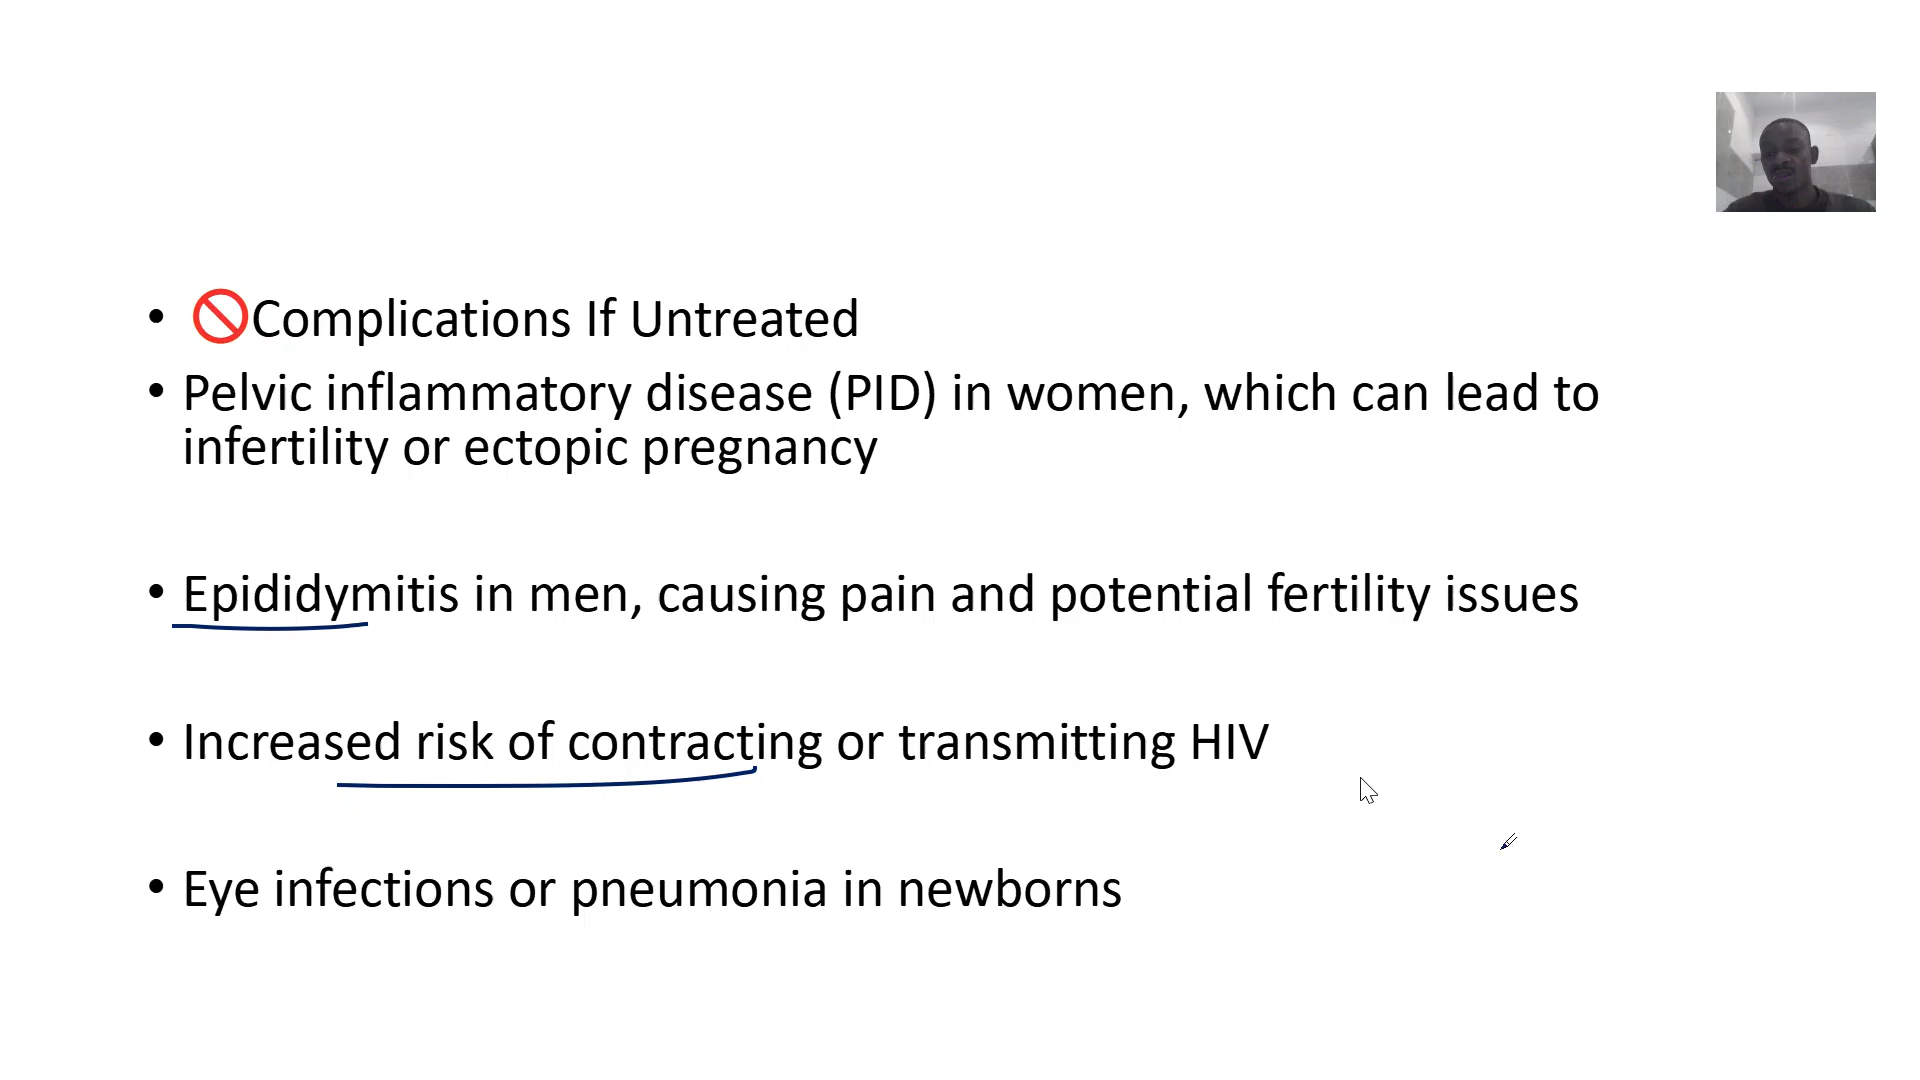 • 🚫Complications If Untreated
• Pelvic inflammatory disease (PID) in women, which can lead to
infertility or ectopic pregnancy
• Epididymitis in men, causing pain and potential fertility issues
• Increased risk of contracting or transmitting HIV
• Eye infections or pneumonia in newborns